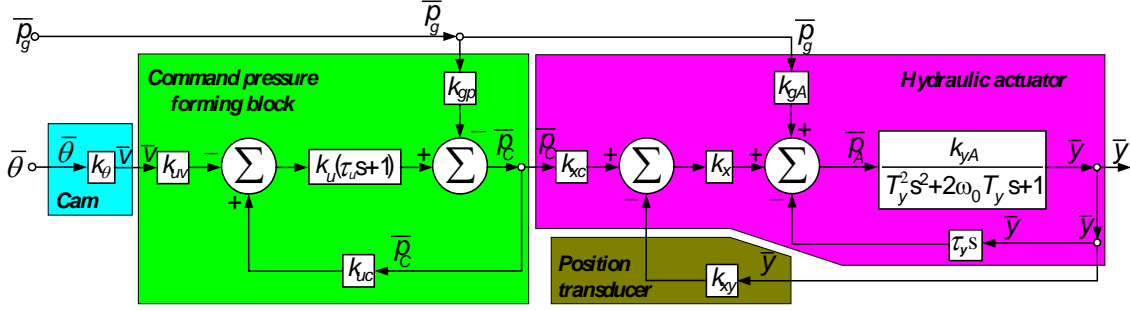 p̅g
p̅g
p̅g
Command pressure
forming block
Hydraulic actuator
kgp
kgA
θ̅
θ̅
kθ
v̅
v̅
kuv
−
∑
+
ku(τus+1)
+
−
∑
p̅C
p̅C
kxc
+
∑
−
kx
+
+
∑
−
p̅A
kyA
Ty²s²+2ω0Tys+1
y̅
y̅
Cam
τys
y̅
y̅
kuc
p̅C
Position
transducer
kxy
y̅